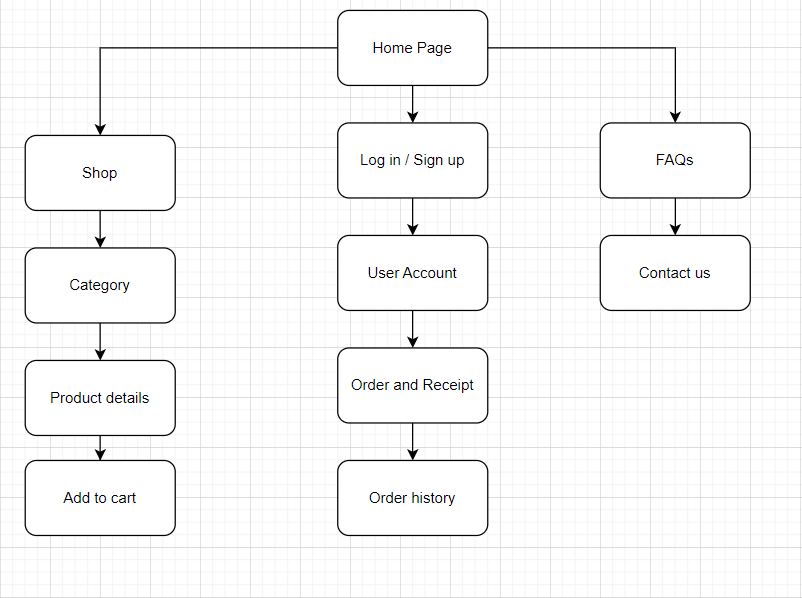 Home Page
Shop
Log in / Sign up
FAQs
Category
User Account
Contact us
Product details
Order and Receipt
Add to cart
Order history